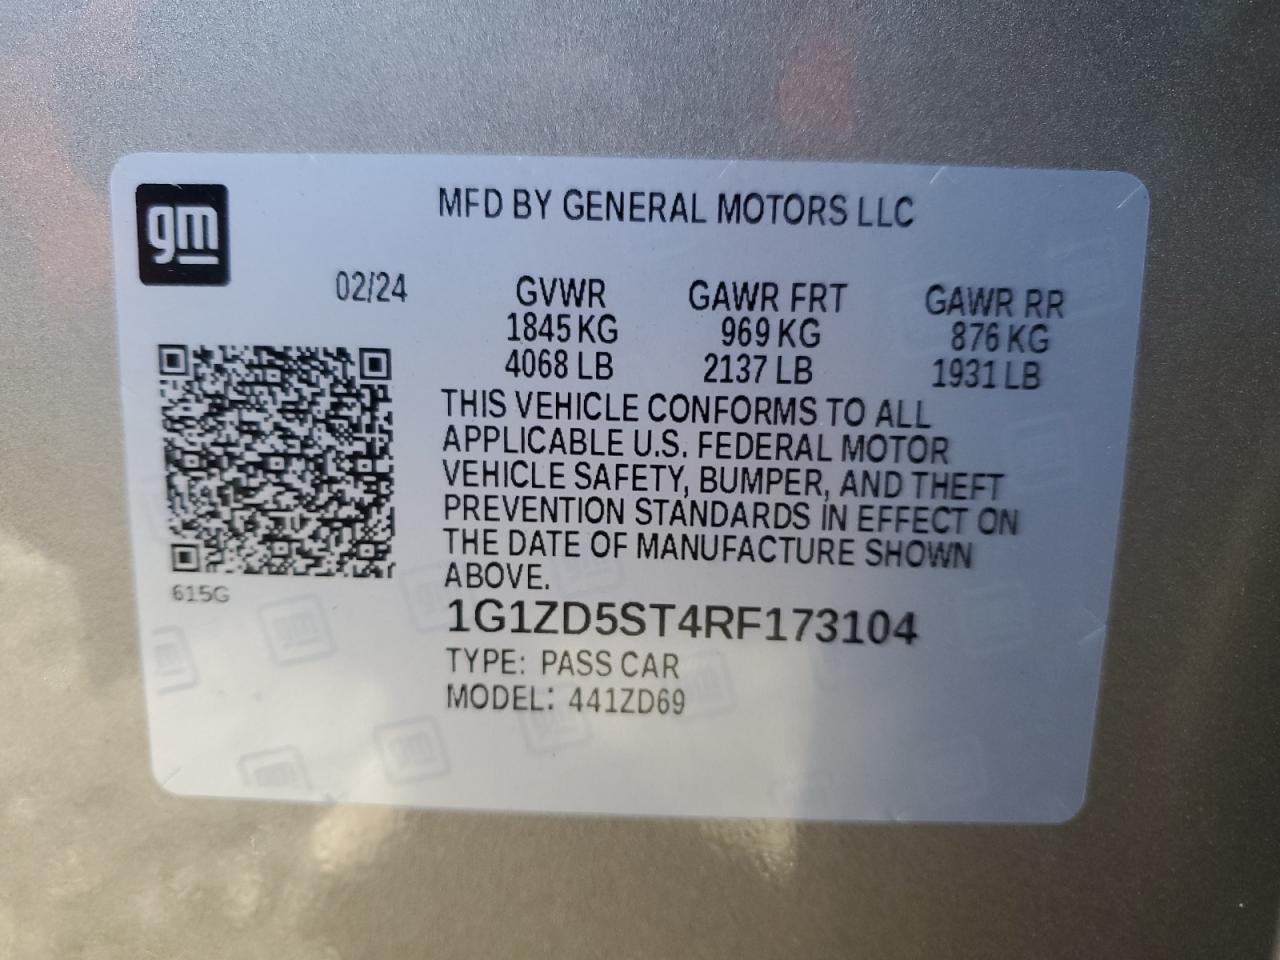 gm
MFD BY GENERAL MOTORS LLC
02/24
GVWR GAWR FRT GAWR RR
1845 KG 969 KG 876 KG
4068 LB 2137 LB 1931 LB
THIS VEHICLE CONFORMS TO ALL
APPLICABLE U.S. FEDERAL MOTOR
VEHICLE SAFETY, BUMPER, AND THEFT
PREVENTION STANDARDS IN EFFECT ON
THE DATE OF MANUFACTURE SHOWN
ABOVE.
615G
1G1ZD5ST4RF173104
TYPE: PASS CAR
MODEL: 441ZD69